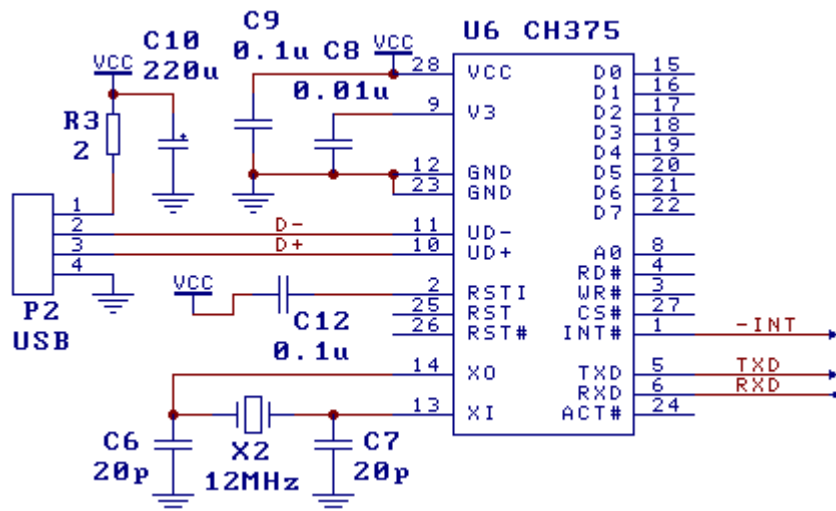 C9
U6 CH375
C10
0.1u C8
VCC
VCC
220u
28 VCC
D0 15
D1 16
0.01u
9 V3
D2 17
R3
2
D3 18
D4 19
12 GND
D5 20
23 GND
D6 21
D7 22
1
2 D- 11 UD-
3 D+ 10 UD+
A0 8
4
RD# 4
VCC
2 RSTI
WR# 3
P2
USB
25 RST
CS# 27
C12
0.1u
26 RST#
INT# 1 -INT
14 XO
TXD 5 TXD
RXD 6 RXD
13 XI
ACT# 24
C6
20p
X2
12MHz
C7
20p